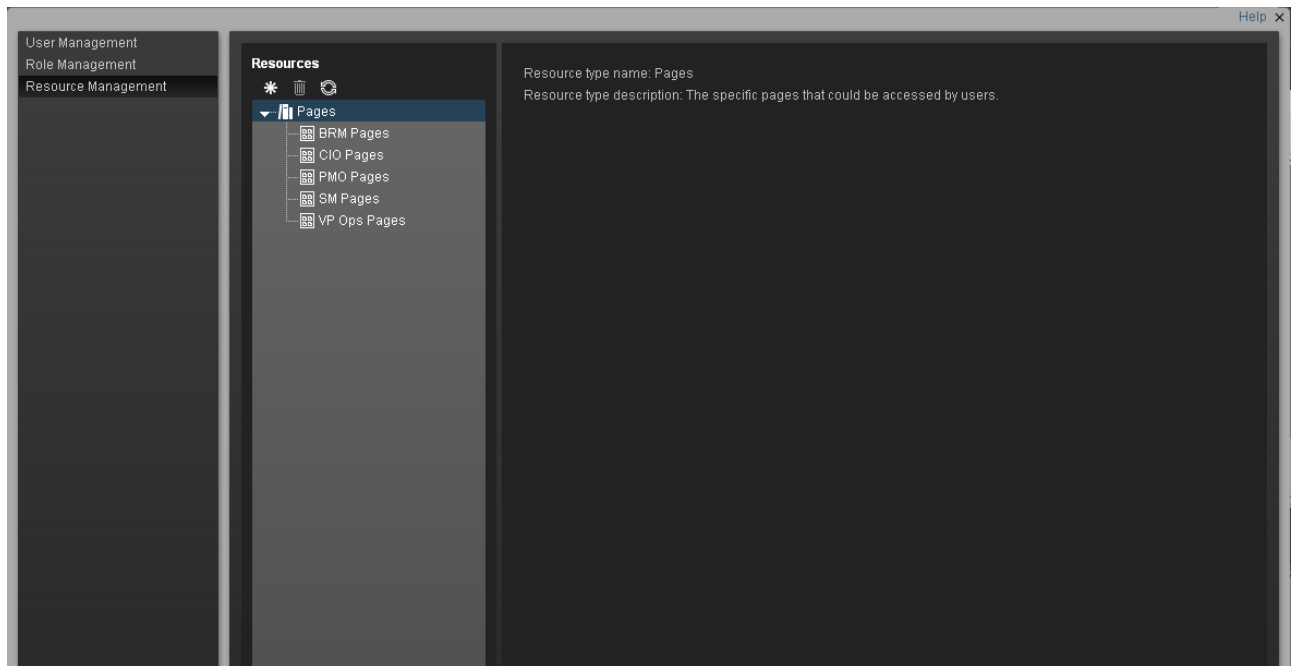 Help
User Management
Role Management
Resource Management
Resources
Pages
BRM Pages
CIO Pages
PMO Pages
SM Pages
VP Ops Pages
Resource type name: Pages
Resource type description: The specific pages that could be accessed by users.